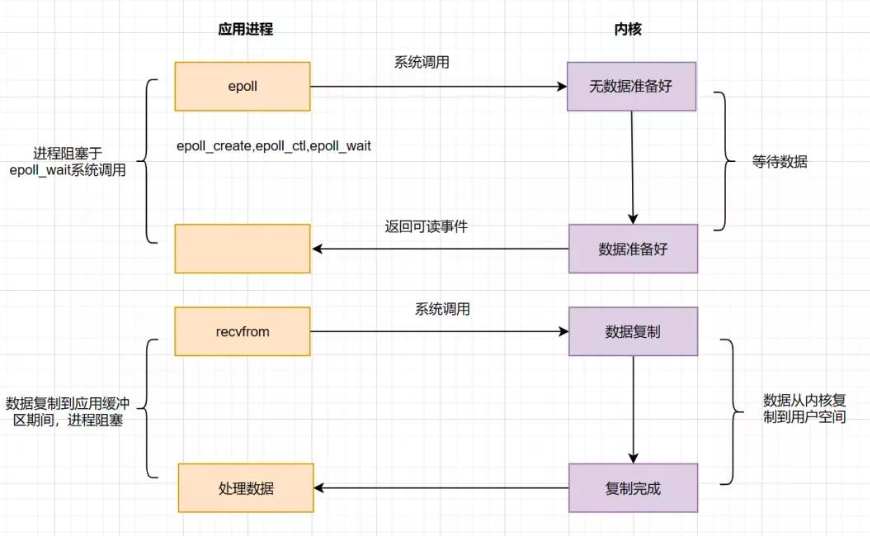 应用进程
内核
系统调用
epoll
无数据准备好
epoll_create,epoll_ctl,epoll_wait
进程阻塞于
epoll_wait系统调用
等待数据
返回可读事件
数据准备好
系统调用
recvfrom
数据复制
数据复制到应用缓冲
区期间，进程阻塞
数据从内核复
制到用户空间
处理数据
复制完成